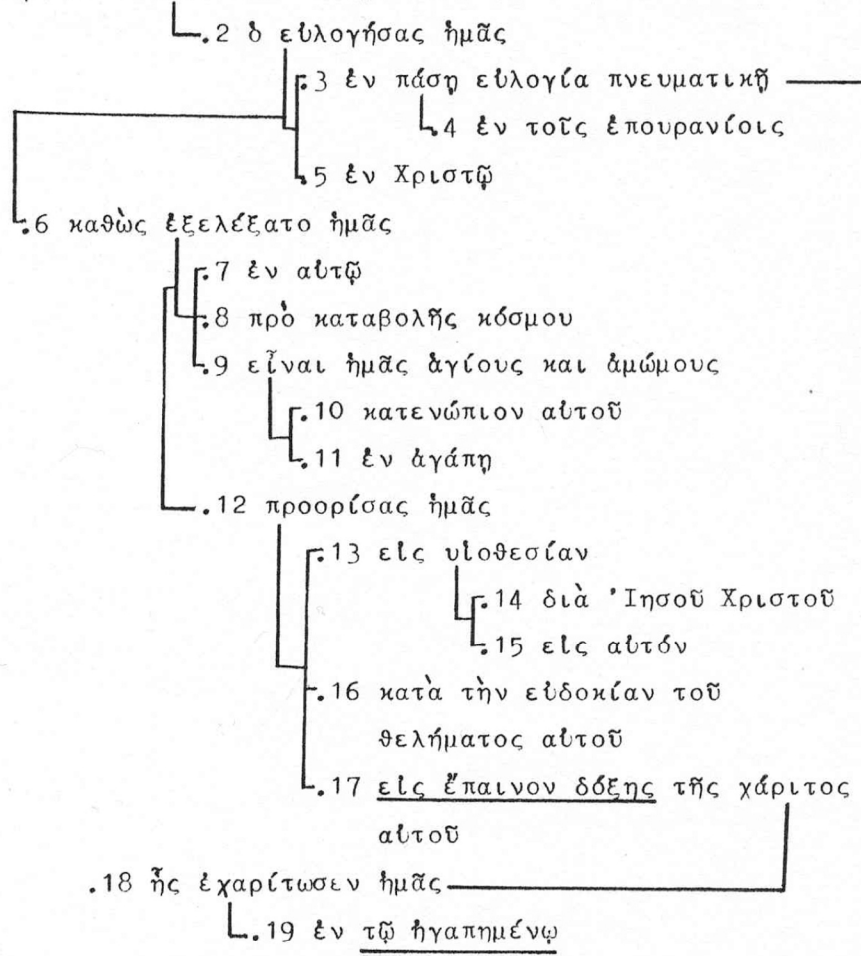 .2 ὁ εὐλογήσας ἡμᾶς
.3 ἐν πάσῃ εὐλογίᾳ πνευματικῇ
.4 ἐν τοῖς ἐπουρανίοις
.5 ἐν Χριστῷ
.6 καθὼς ἐξελέξατο ἡμᾶς
.7 ἐν αὐτῷ
.8 πρὸ καταβολῆς κόσμου
.9 εἶναι ἡμᾶς ἁγίους και ἀμώμους
.10 κατενώπιον αὐτοῦ
.11 ἐν ἀγάπῃ
.12 προορίσας ἡμᾶς
.13 εἰς υἱοθεσίαν
.14 διὰ Ἰησοῦ Χριστοῦ
.15 εἰς αὐτόν
.16 κατὰ τὴν εὐδοκίαν τοῦ
θελήματος αὐτοῦ
.17 εἰς ἔπαινον δόξης τῆς χάριτος
αὐτοῦ
.18 ἧς ἐχαρίτωσεν ἡμᾶς
.19 ἐν τῷ ἠγαπημένῳ